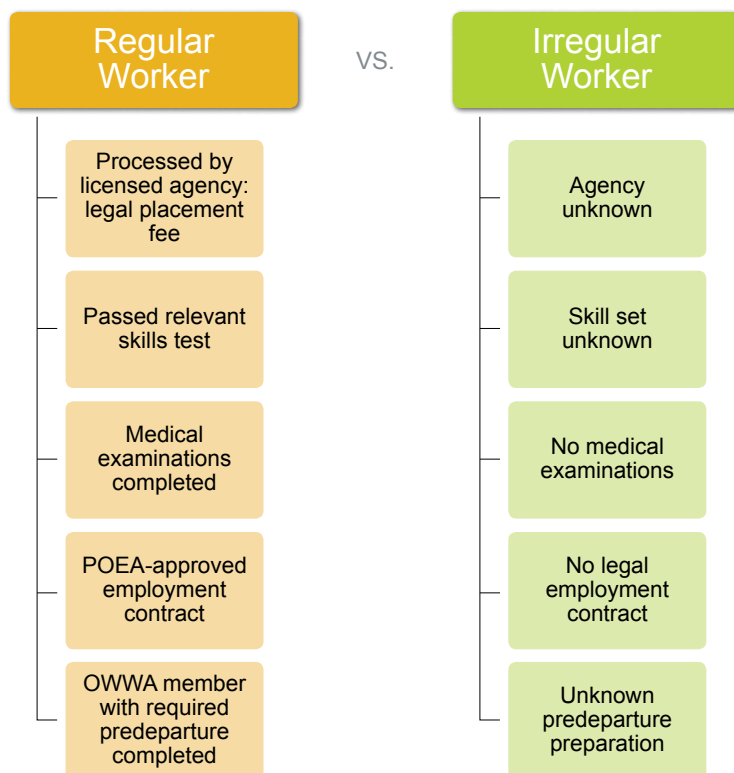 Regular
Worker
VS.
Irregular
Worker
Processed by
licensed agency:
legal placement
fee
Agency
unknown
Passed relevant
skills test
Skill set
unknown
Medical
examinations
completed
No medical
examinations
POEA-approved
employment
contract
No legal
employment
contract
OWWA member
with required
predeparture
completed
Unknown
predeparture
preparation